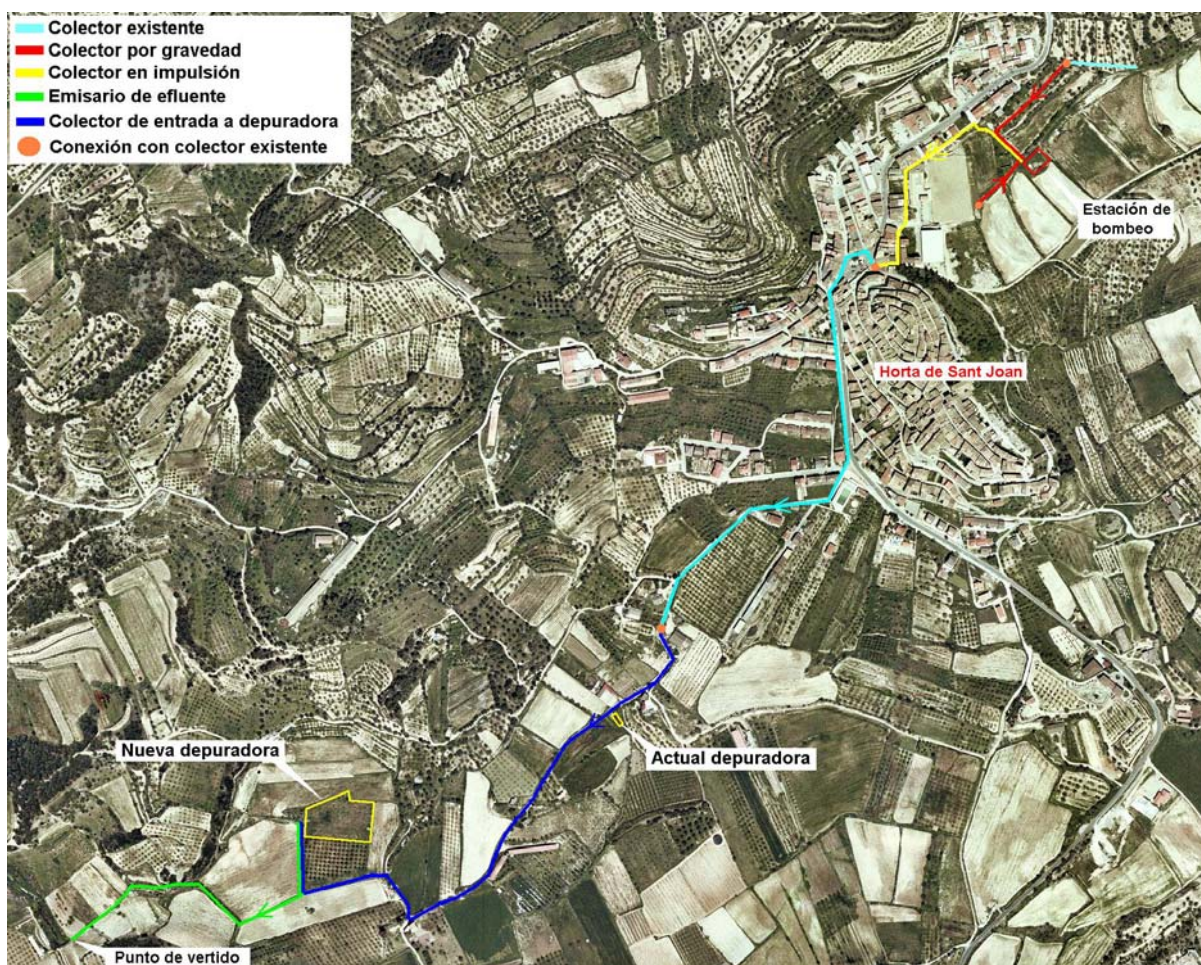 Colector existente
Colector por gravedad
Colector en impulsión
Emisario de efluente
Colector de entrada a depuradora
Conexión con colector existente
Estación de
bombeo
Horta de Sant Joan
Nueva depuradora
Actual depuradora
Punto de vertido